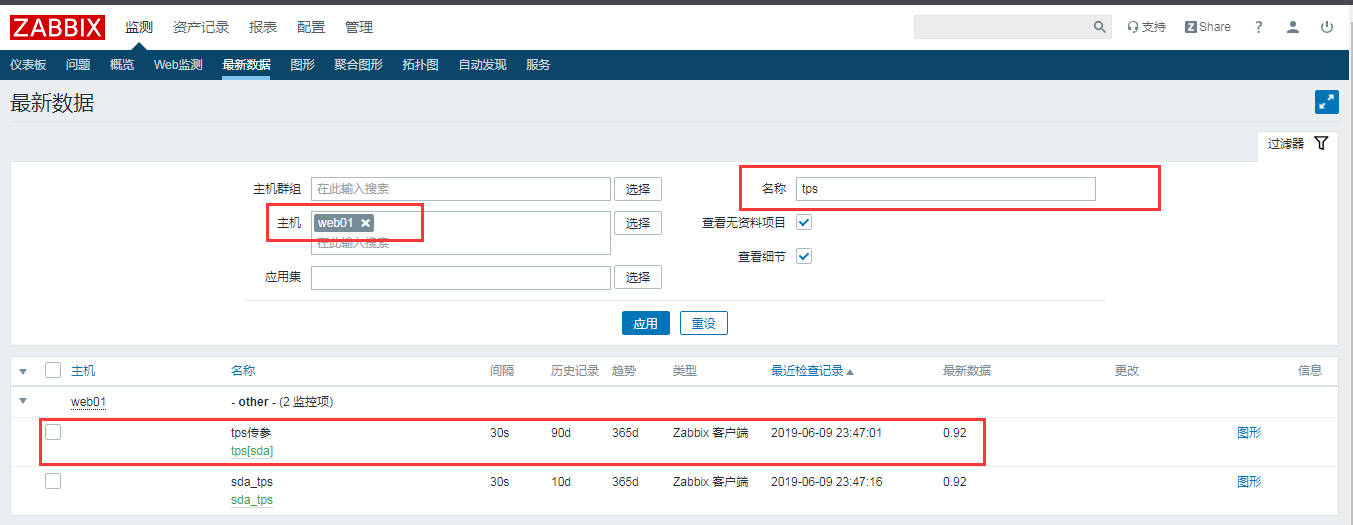 ZABBIX 监测 资产记录 报表 配置 管理 支持 Z Share ?
仪表板 问题 概览 Web监测 最新数据 图形 聚合图形 拓扑图 自动发现 服务
最新数据
过滤器
主机群组 在此输入搜索 选择 名称 tps
主机 web01 × 选择 查看无资料项目
在此输入搜索
查看细节
应用集 选择
应用 重设
主机 名称 间隔 历史记录 趋势 类型 最近检查记录 最新数据 更改 信息
web01 - other - (2 监控项)
tps传参 30s 90d 365d Zabbix 客户端 2019-06-09 23:47:01 0.92 图形
tps[sda]
sda_tps 30s 10d 365d Zabbix 客户端 2019-06-09 23:47:16 0.92 图形
sda_tps